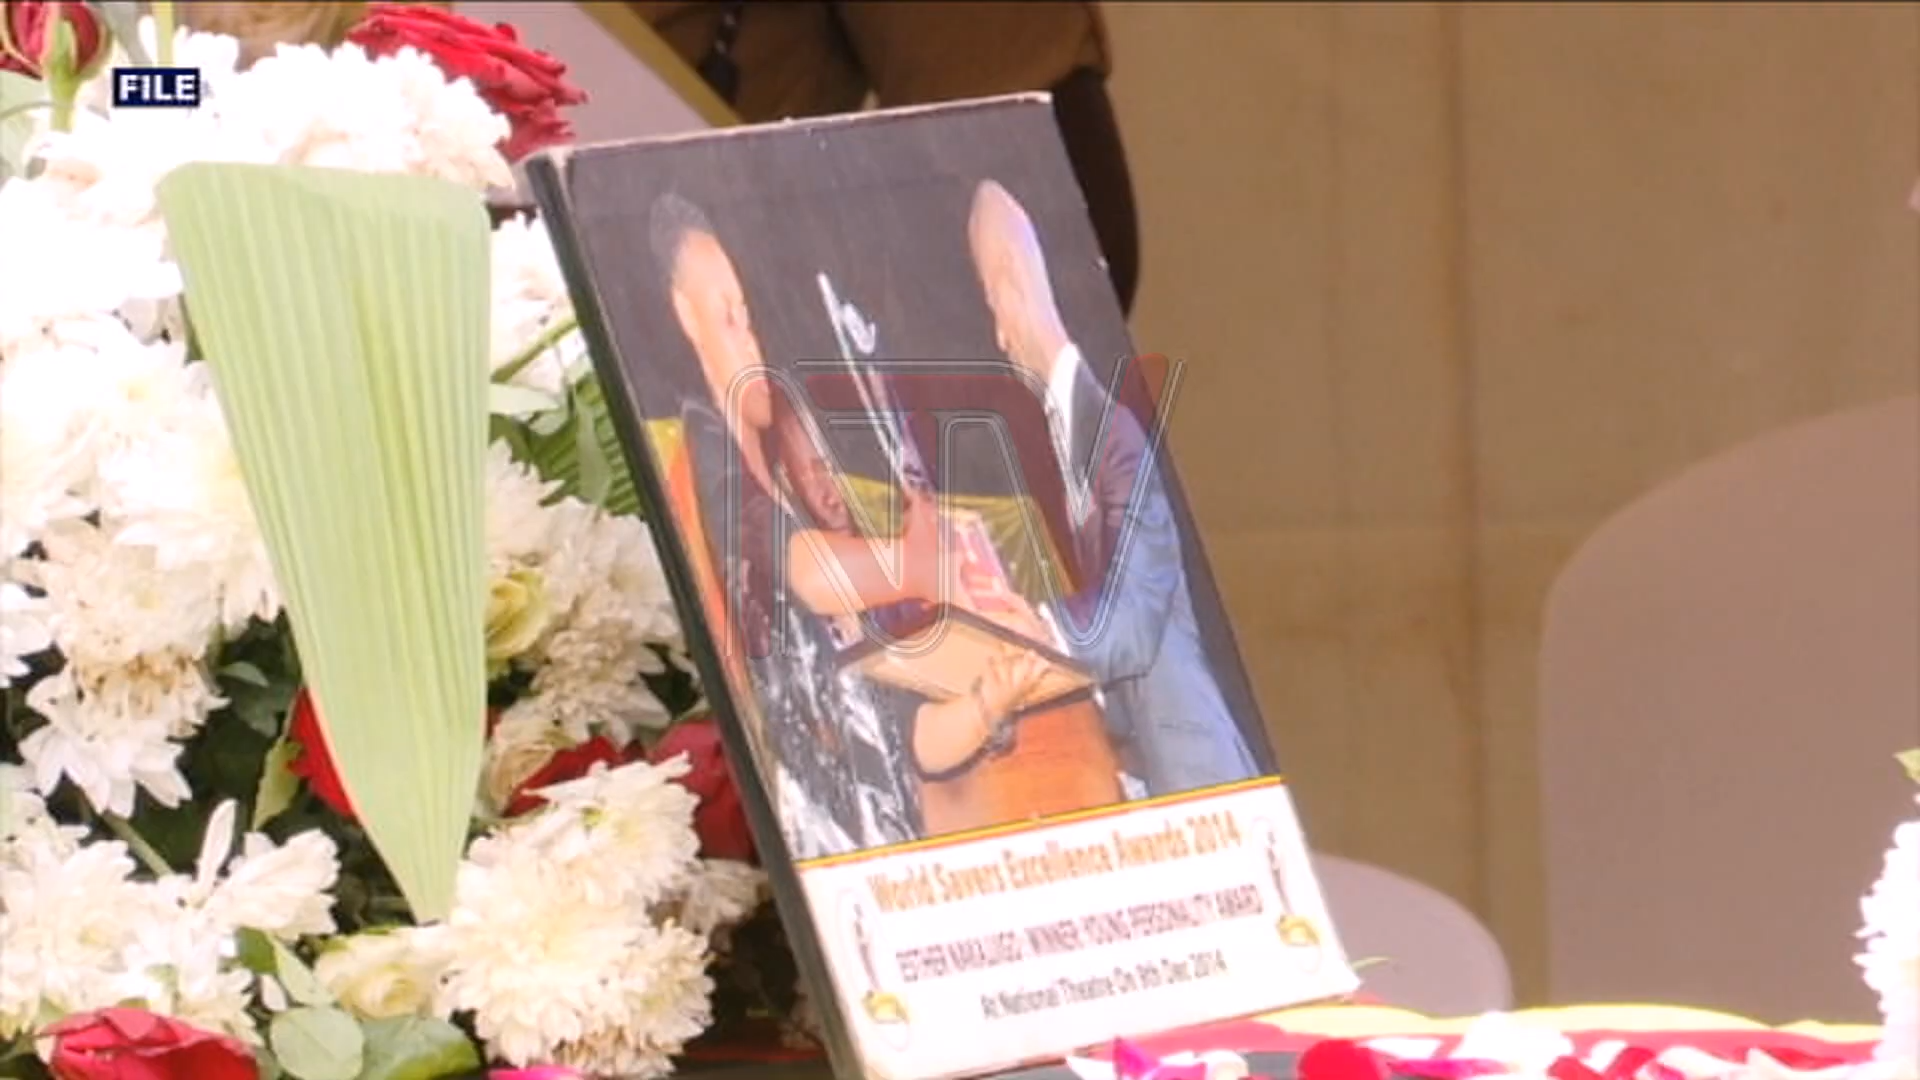 FILE
NTV
World Savers Excellence Awards 2014
ESTHER NAKAJJIGO: WINNER YOUNG PERSONALITY AWARD
At National Theatre On 9th Dec 2014